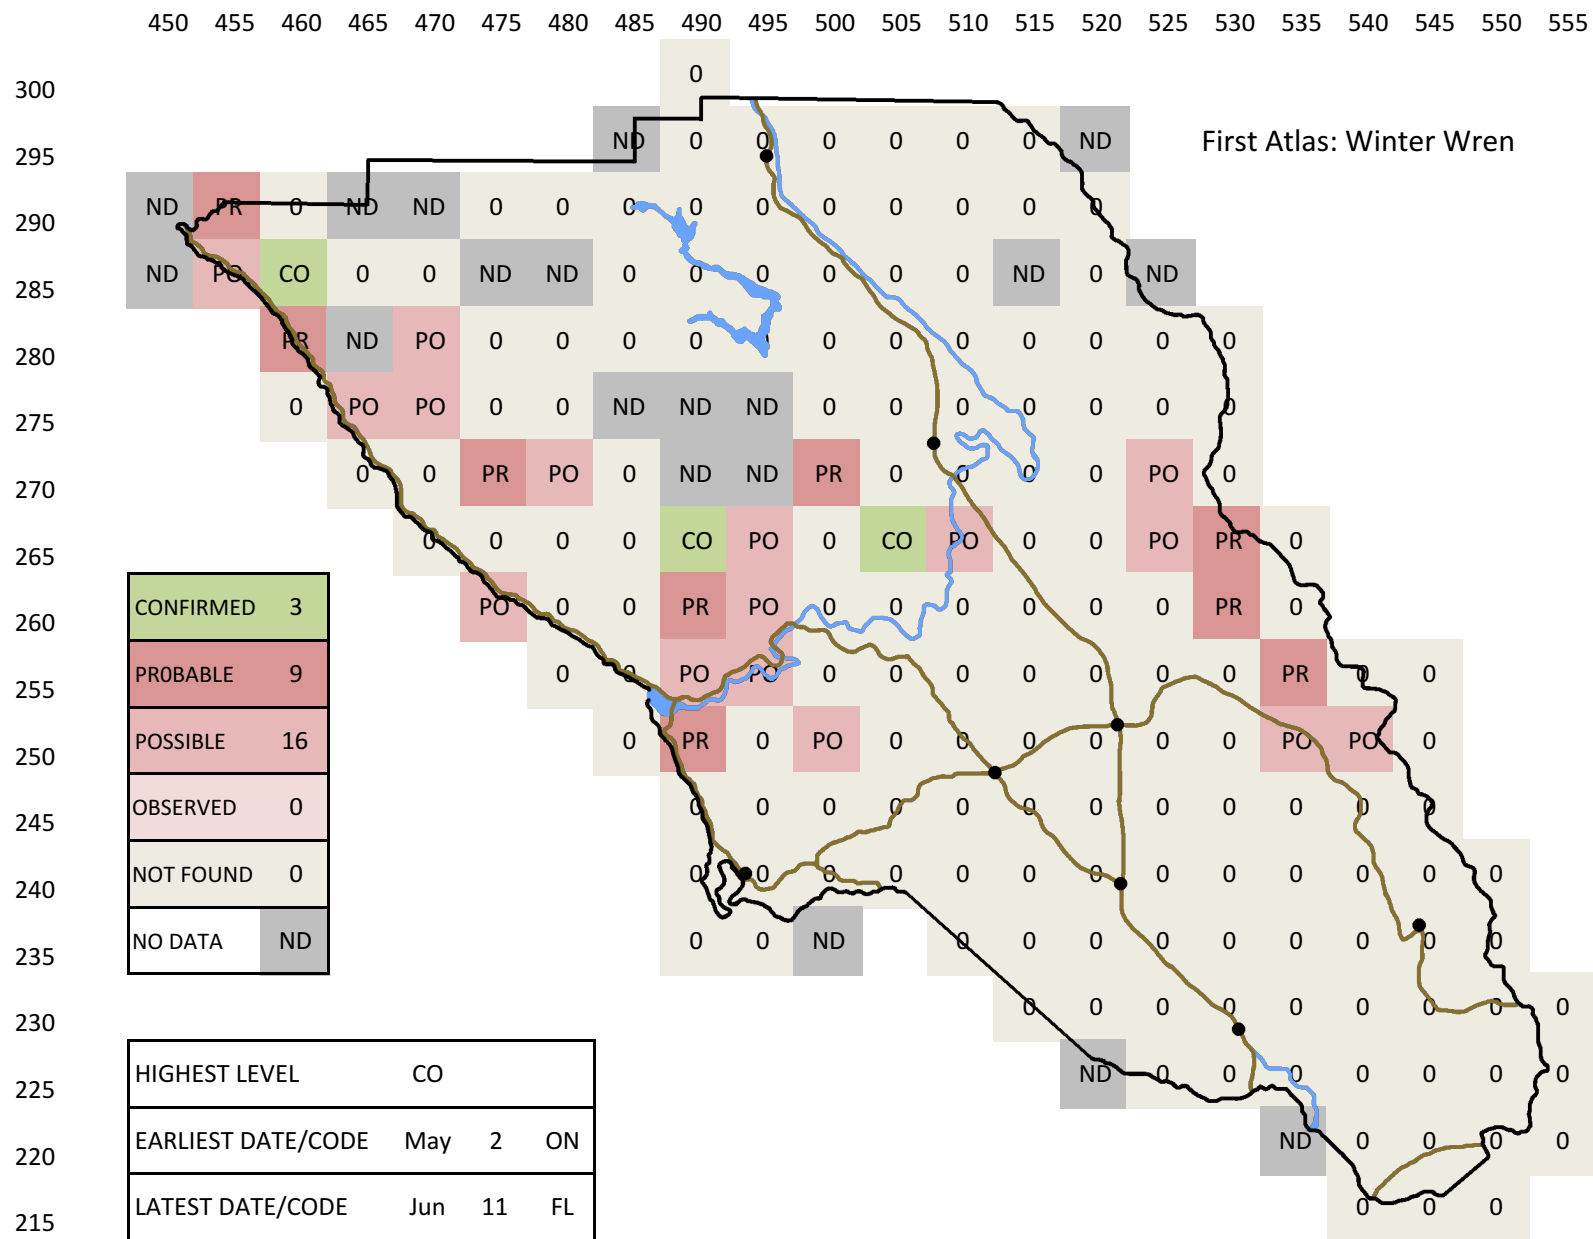 450 455 460 465 470 475 480 485 490 495 500 505 510 515 520 525 530 535 540 545 550 555
0
300
ND 0 0 0 0 0 0 ND
First Atlas: Winter Wren
295
ND PR 0 ND ND 0 0 0 0 0 0 0 0 0 0
290
ND PO CO 0 0 ND ND 0 0 0 0 0 0 ND 0 ND
285
PR ND PO 0 0 0 0 0 0 0 0 0 0 0 0
280
0 PO PO 0 0 ND ND ND 0 0 0 0 0 0 0
275
0 0 PR PO 0 ND ND PR 0 0 0 0 PO 0
270
0 0 0 0 CO PO 0 CO PO 0 0 PO PR 0
265
PO 0 0 PR PO 0 0 0 0 0 0 PR 0
260
0 0 PO PO 0 0 0 0 0 0 0 PR 0 0
255
0 PR 0 PO 0 0 0 0 0 0 PO PO 0
250
0 0 0 0 0 0 0 0 0 0 0 0
245
0 0 0 0 0 0 0 0 0 0 0 0 0
240
0 0 ND 0 0 0 0 0 0 0 0 0
235
0 0 0 0 0 0 0 0 0
230
ND 0 0 0 0 0 0 0
225
ND 0 0 0 0
220
0 0 0
215
CONFIRMED 3
PR0BABLE 9
POSSIBLE 16
OBSERVED 0
NOT FOUND 0
NO DATA ND
HIGHEST LEVEL CO
EARLIEST DATE/CODE May 2 ON
LATEST DATE/CODE Jun 11 FL